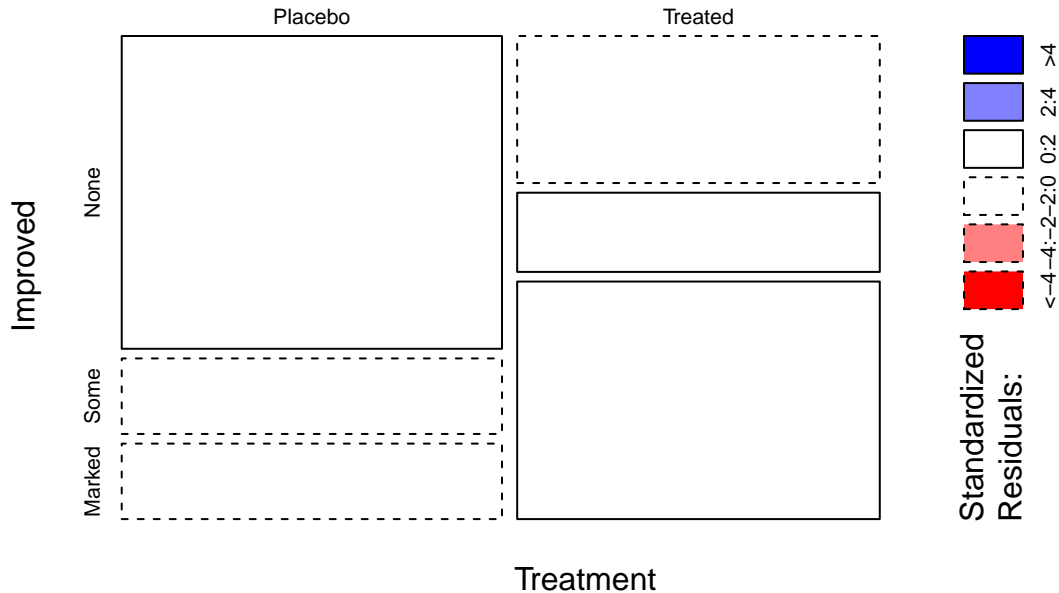 Placebo
Treated
Improved
None
Some
Marked
Treatment
Standardized
Residuals:
<−4
−4:−2
−2:0
0:2
2:4
>4